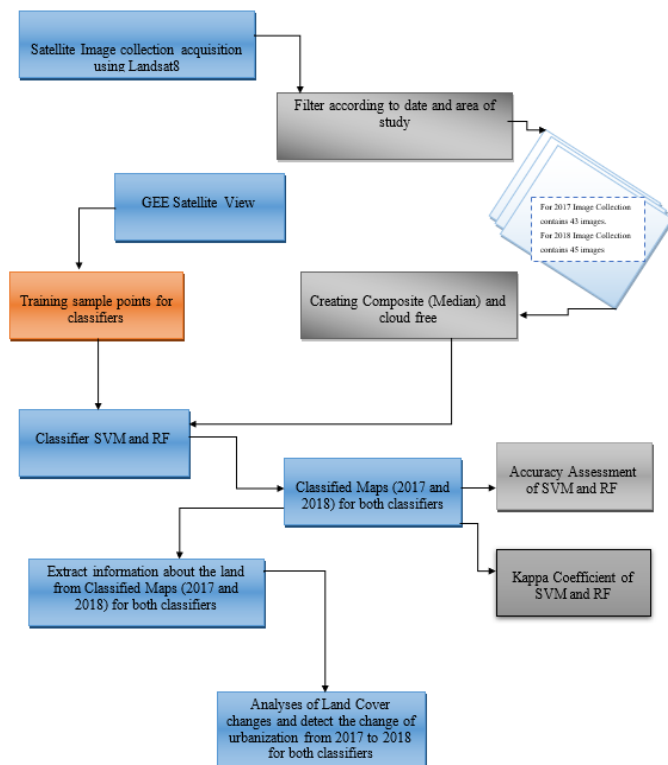 Satellite Image collection acquisition
using Landsat8
Filter according to date and area of
study
For 2017 Image Collection
contains 43 images.
For 2018 Image Collection
contains 45 images
GEE Satellite View
Training sample points for
classifiers
Creating Composite (Median) and
cloud free
Classifier SVM and RF
Classified Maps (2017 and
2018) for both classifiers
Accuracy Assessment
of SVM and RF
Extract information about the land
from Classified Maps (2017 and
2018) for both classifiers
Kappa Coefficient of
SVM and RF
Analyses of Land Cover
changes and detect the change of
urbanization from 2017 to 2018
for both classifiers